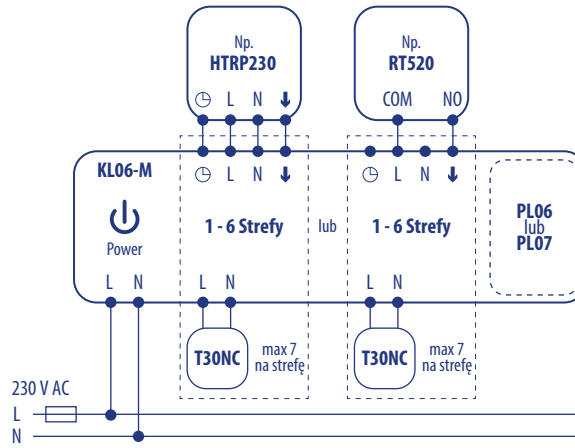 Np.
HTRP230
L N
Np.
RT520
COM NO
KL06-M
L N
L N
Power
1 - 6 Strefy
lub
1 - 6 Strefy
PL06
lub
PL07
L N
L N
L N
T30NC
max 7
na strefę
T30NC
max 7
na strefę
230 V AC
L
N